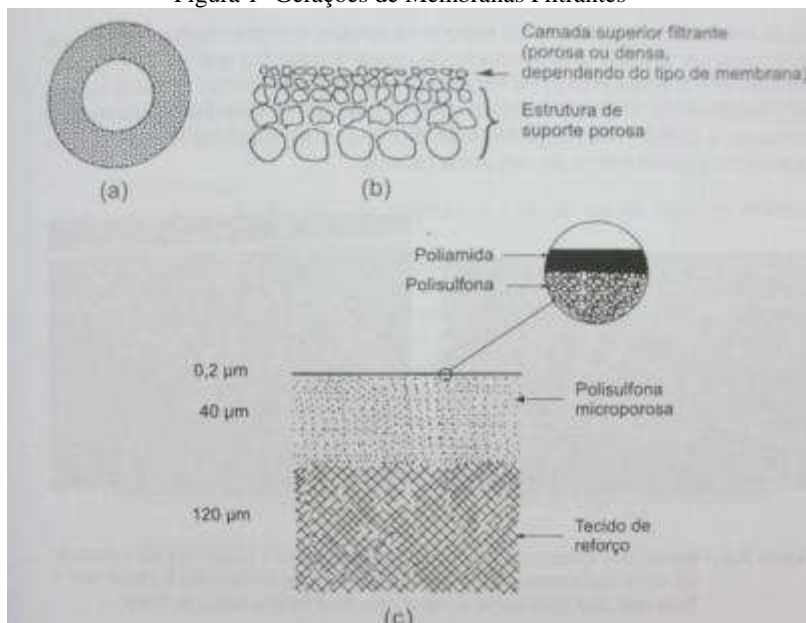 Figura 1- Gerações de Membranas Filtrantes
Camada superior filtrante
(porosa ou densa,
dependendo do tipo de membrana)
Estrutura de
suporte porosa
(a)
(b)
Poliamida
Polisulfona
0,2 µm
40 µm
Polisulfona
microporosa
120 µm
Tecido de
reforço
(c)